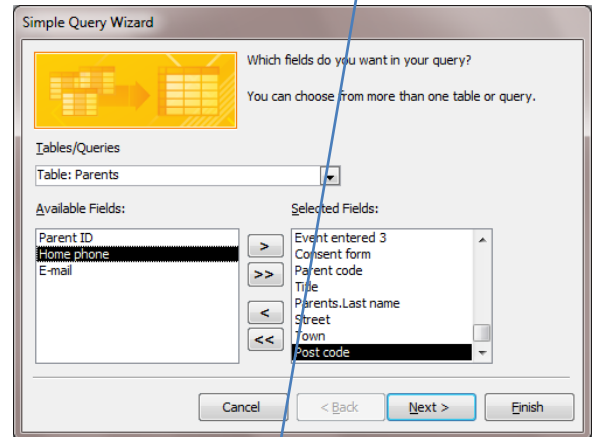 Simple Query Wizard
Which fields do you want in your query?
You can choose from more than one table or query.
Tables/Queries
Table: Parents
Available Fields:
Selected Fields:
Parent ID
Home phone
E-mail
>
>>
<
<<
Event entered 3
Consent form
Parent code
Title
Parents.Last name
Street
Town
Post code
Cancel
< Back
Next >
Finish